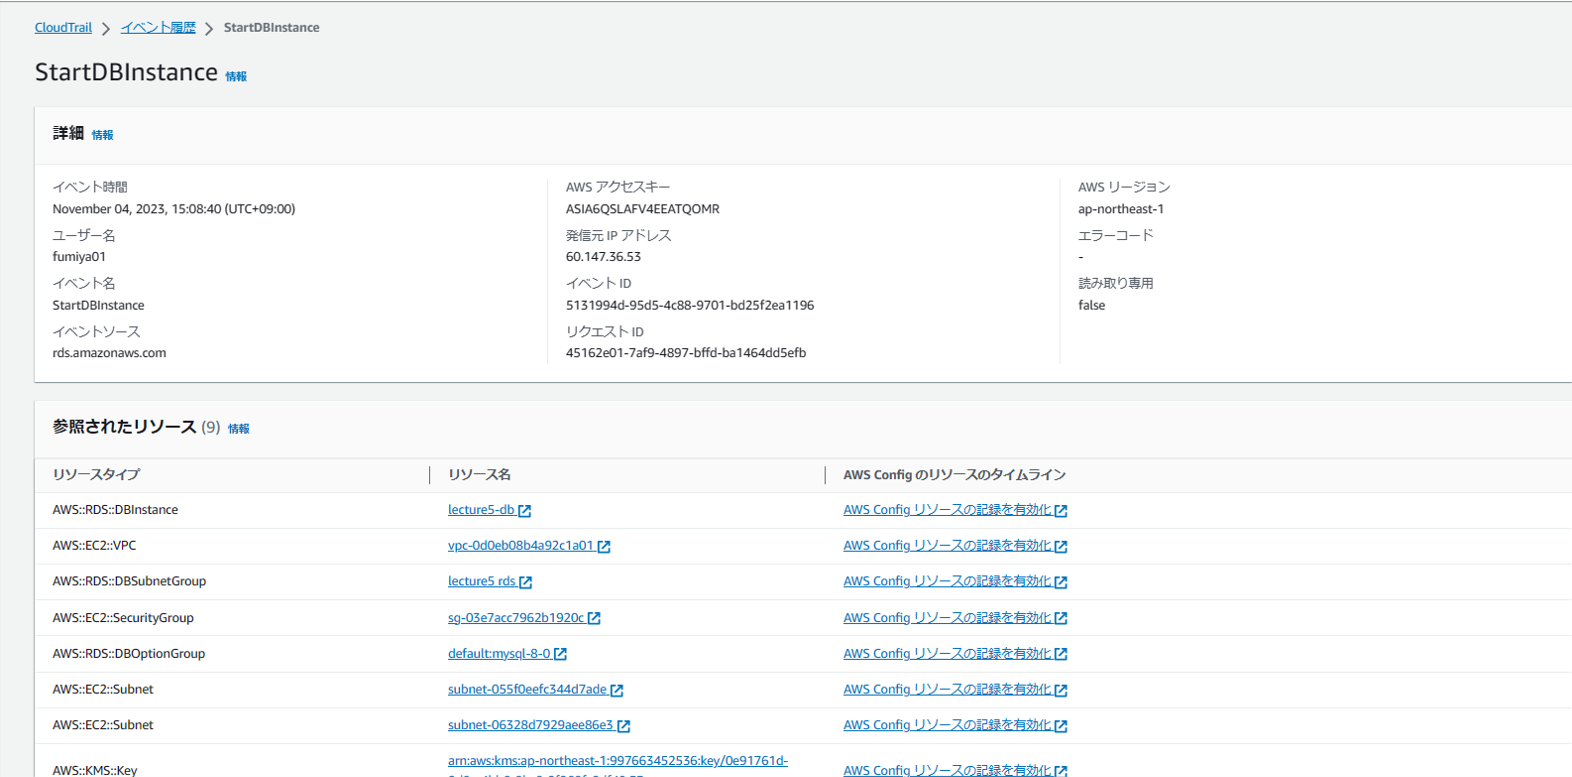 CloudTrail > イベント履歴 > StartDBInstance
StartDBInstance 情報
詳細 情報
イベント時間
November 04, 2023, 15:08:40 (UTC+09:00)
ユーザー名
fumiya01
イベント名
StartDBInstance
イベントソース
rds.amazonaws.com
AWS アクセスキー
ASIA6QSLAFV4EEATQOMR
発信元 IP アドレス
60.147.36.53
イベント ID
5131994d-95d5-4c88-9701-bd25f2ea1196
リクエスト ID
45162e01-7af9-4897-bffd-ba1464dd5efb
AWS リージョン
ap-northeast-1
エラーコード
-
読み取り専用
false
参照されたリソース (9) 情報
リソースタイプ リソース名 AWS Config のリソースのタイムライン
AWS::RDS::DBInstance lecture5-db AWS Config リソースの記録を有効化
AWS::EC2::VPC vpc-0d0eb08b4a92c1a01 AWS Config リソースの記録を有効化
AWS::RDS::DBSubnetGroup lecture5 rds AWS Config リソースの記録を有効化
AWS::EC2::SecurityGroup sg-03e7acc7962b1920c AWS Config リソースの記録を有効化
AWS::RDS::DBOptionGroup default:mysql-8-0 AWS Config リソースの記録を有効化
AWS::EC2::Subnet subnet-055f0eefc344d7ade AWS Config リソースの記録を有効化
AWS::EC2::Subnet subnet-06328d7929aee86e3 AWS Config リソースの記録を有効化
AWS::KMS::Key arn:aws:kms:ap-northeast-1:997663452536:key/0e91761d- AWS Config リソースの記録を有効化